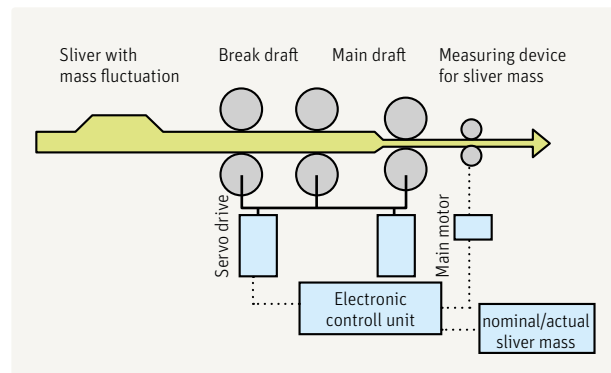 Sliver with
mass fluctuation
Break draft
Main draft
Measuring device
for sliver mass
Servo drive
Main motor
Electronic
controll unit
nominal/actual
sliver mass